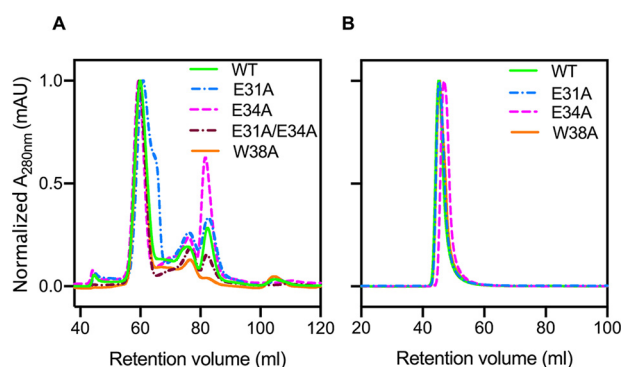 A
B
Normalized A280nm (mAU)
1.0
0.5
0.0
WT
E31A
E34A
E31A/E34A
W38A
40 60 80 100 120
Retention volume (ml)
WT
E31A
E34A
W38A
20 40 60 80 100
Retention volume (ml)